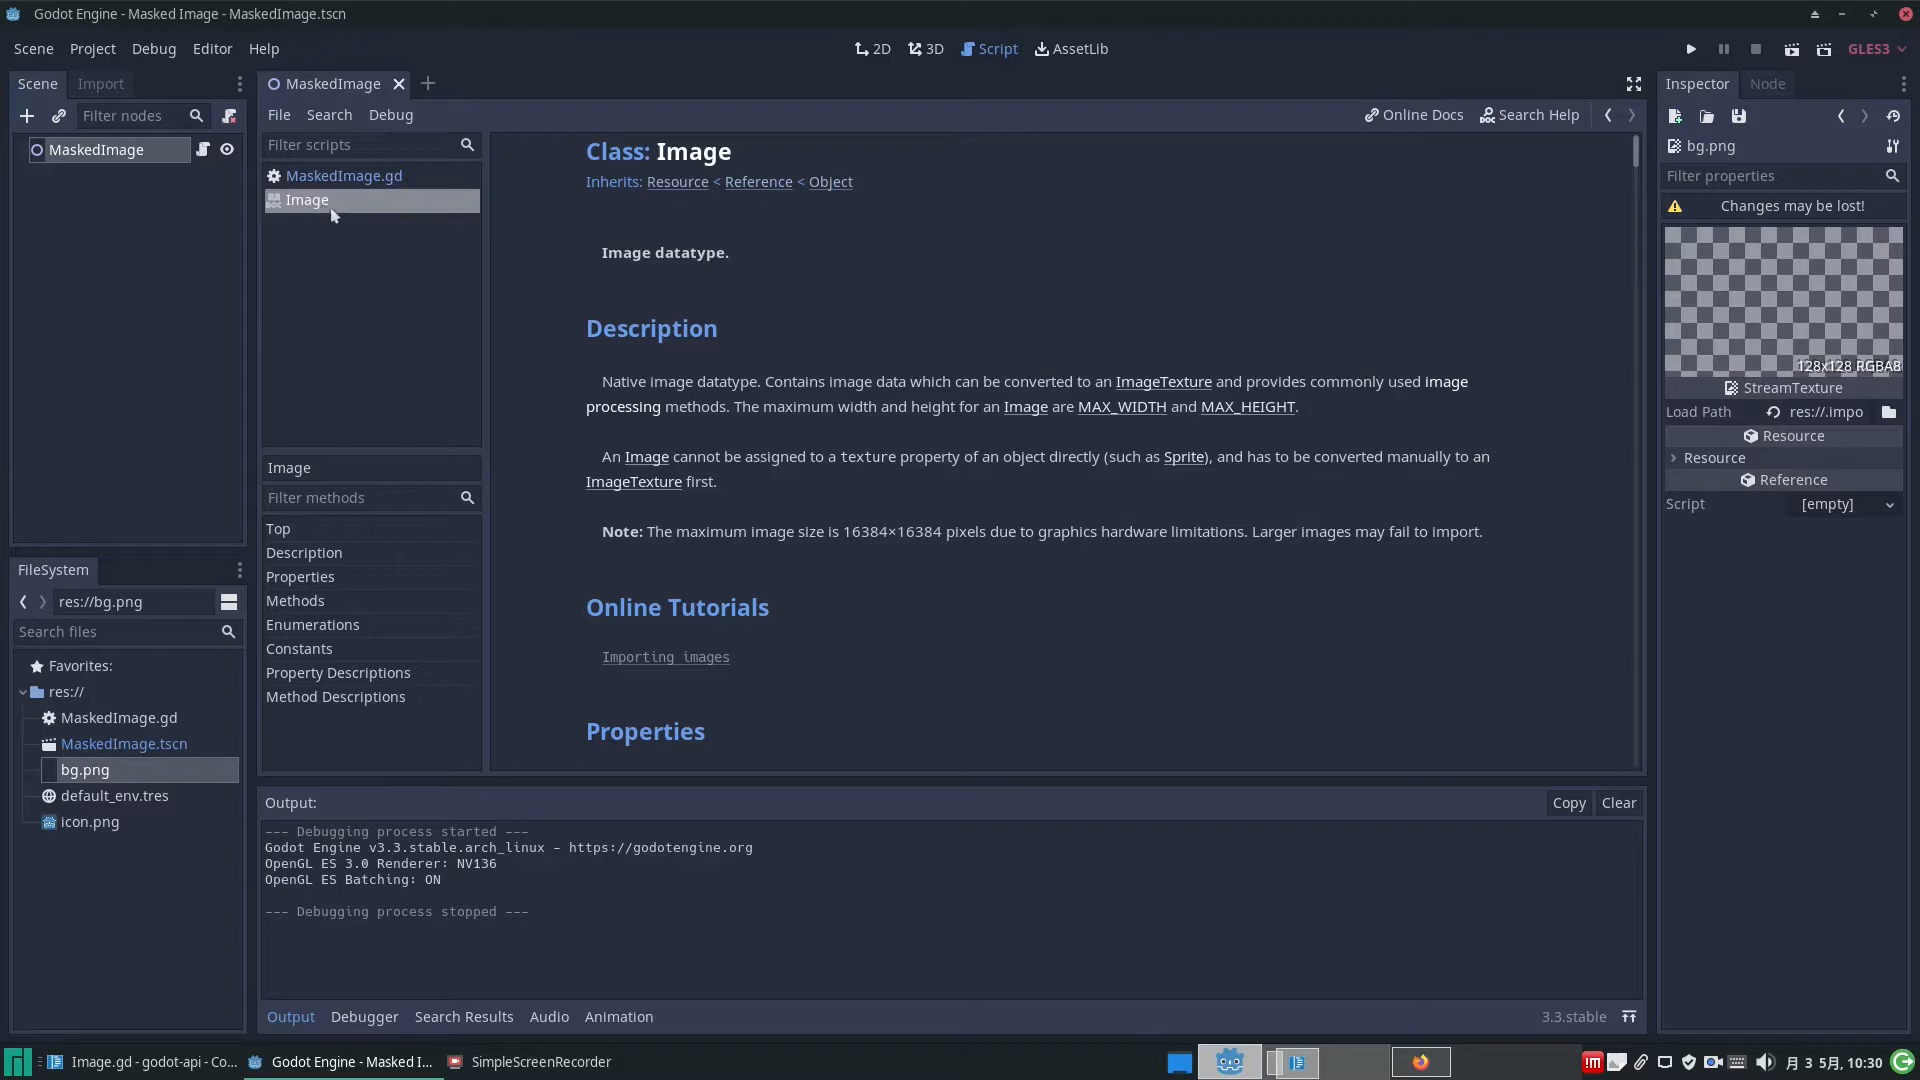 Godot Engine - Masked Image - MaskedImage.tscn
Scene Project Debug Editor Help
2D 3D Script AssetLib
GLES3
Scene Import
Filter nodes
MaskedImage
MaskedImage
File Search Debug
Online Docs Search Help
Filter scripts
MaskedImage.gd
Image
Image
Filter methods
Top
Description
Properties
Methods
Enumerations
Constants
Property Descriptions
Method Descriptions
Class: Image
Inherits: Resource < Reference < Object
Image datatype.
Description
Native image datatype. Contains image data which can be converted to an ImageTexture and provides commonly used image
processing methods. The maximum width and height for an Image are MAX_WIDTH and MAX_HEIGHT.
An Image cannot be assigned to a texture property of an object directly (such as Sprite), and has to be converted manually to an
ImageTexture first.
Note: The maximum image size is 16384×16384 pixels due to graphics hardware limitations. Larger images may fail to import.
Online Tutorials
Importing images
Properties
Inspector Node
bg.png
Filter properties
Changes may be lost!
128x128 RGBA8
StreamTexture
Load Path res://.impo
Resource
Resource
Reference
Script [empty]
FileSystem
res://bg.png
Search files
Favorites:
res://
MaskedImage.gd
MaskedImage.tscn
bg.png
default_env.tres
icon.png
Output:
Copy Clear
--- Debugging process started ---
Godot Engine v3.3.stable.arch_linux - https://godotengine.org
OpenGL ES 3.0 Renderer: NV136
OpenGL ES Batching: ON
--- Debugging process stopped ---
Output Debugger Search Results Audio Animation
3.3.stable
Image.gd - godot-api - Co...
Godot Engine - Masked I...
SimpleScreenRecorder
月 3 5月, 10:30